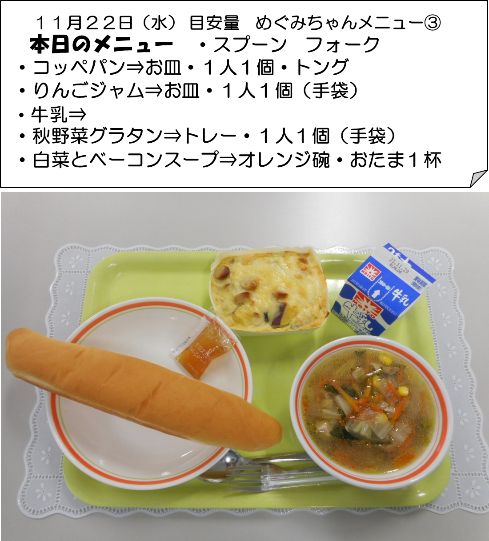 １１月２２日（水） 目安量　めぐみちゃんメニュー③
本日のメニュー　・スプーン　フォーク
・コッペパン⇒お皿・１人１個・トング
・りんごジャム⇒お皿・１人１個（手袋）
・牛乳⇒
・秋野菜グラタン⇒トレー・１人１個（手袋）
・白菜とベーコンスープ⇒オレンジ碗・おたま１杯
牛乳